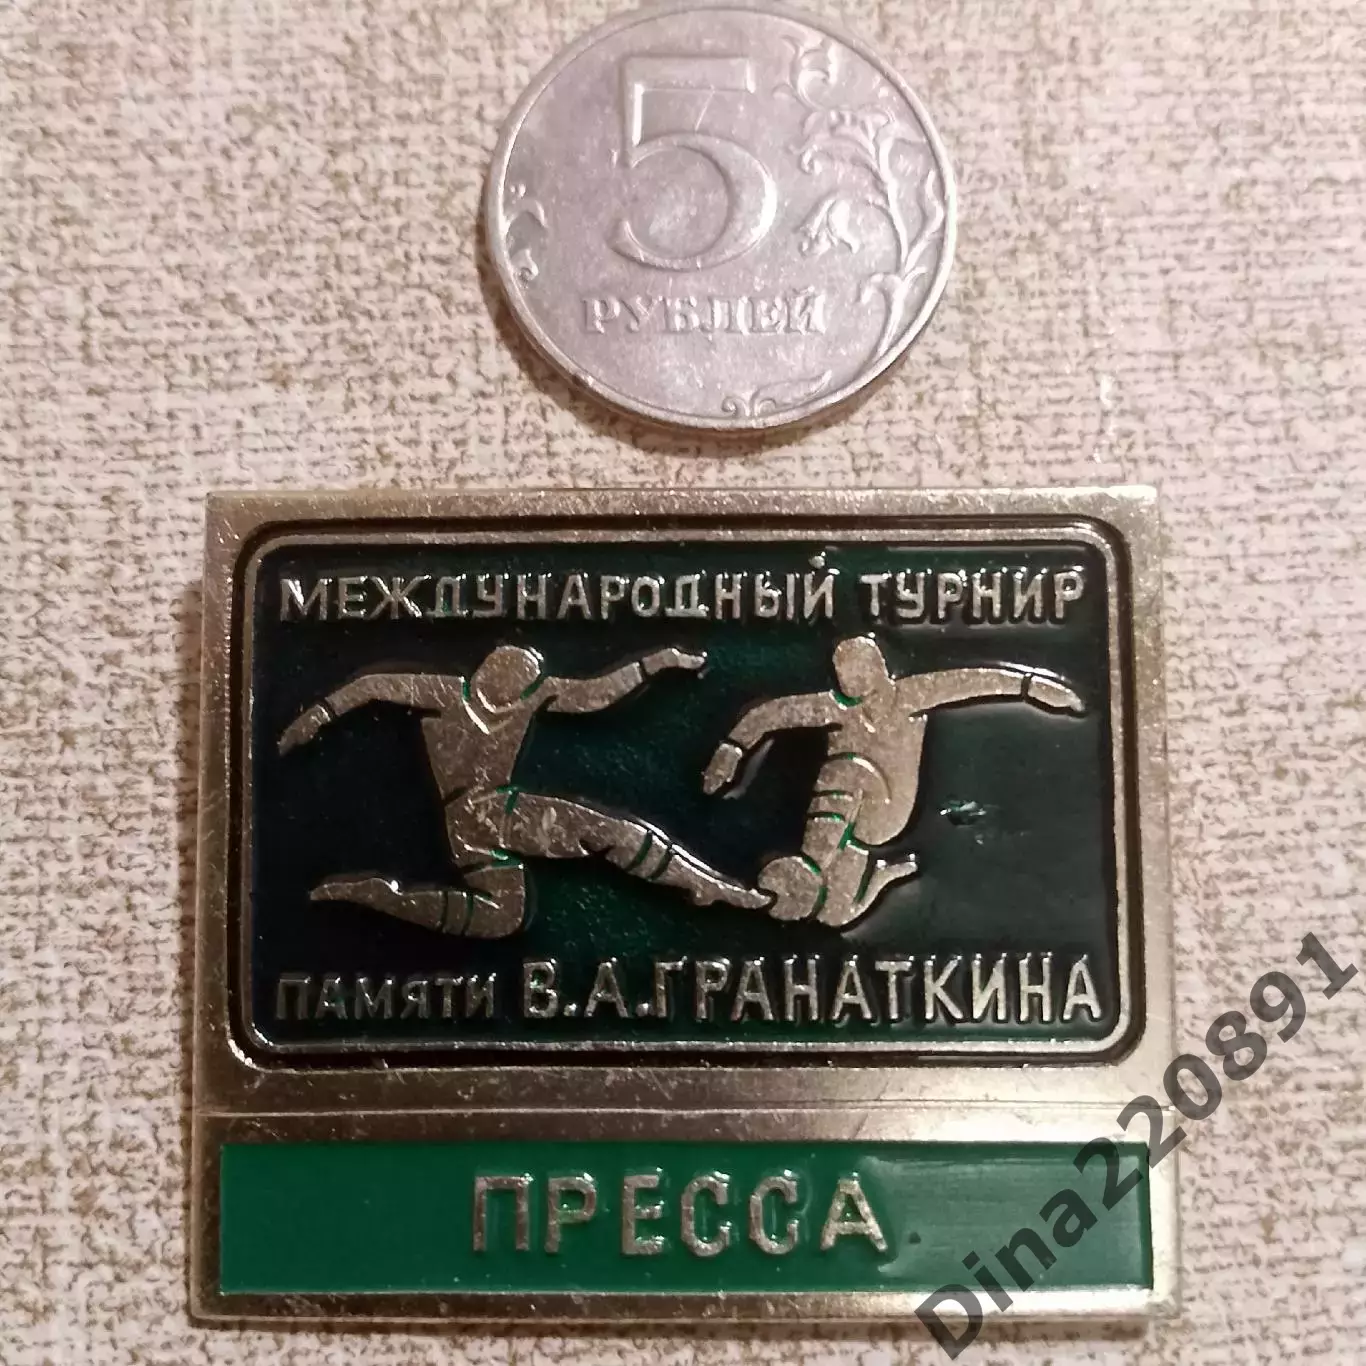 5
РУБЛЕЙ
МЕЖДУНАРОДНЫЙ ТУРНИР
ПАМЯТИ В.А.ГРАНАТКИНА
ПРЕССА
Dina220891